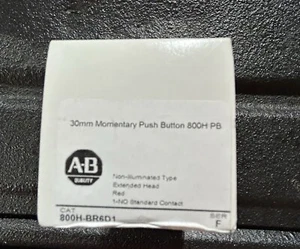 30mm Momentary Push Button 800H PB
AB
QUALITY
Non-Illuminated Type
Extended Head
Red
1-NO Standard Contact
CAT. SER.
800H-BR6D1 F